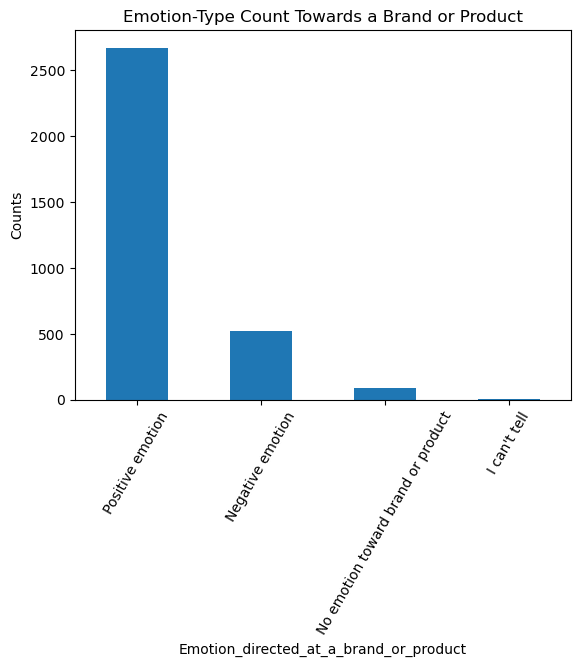 Emotion-Type Count Towards a Brand or Product
Counts
2500
2000
1500
1000
500
0
Positive emotion
Negative emotion
No emotion toward brand or product
I can't tell
Emotion_directed_at_a_brand_or_product